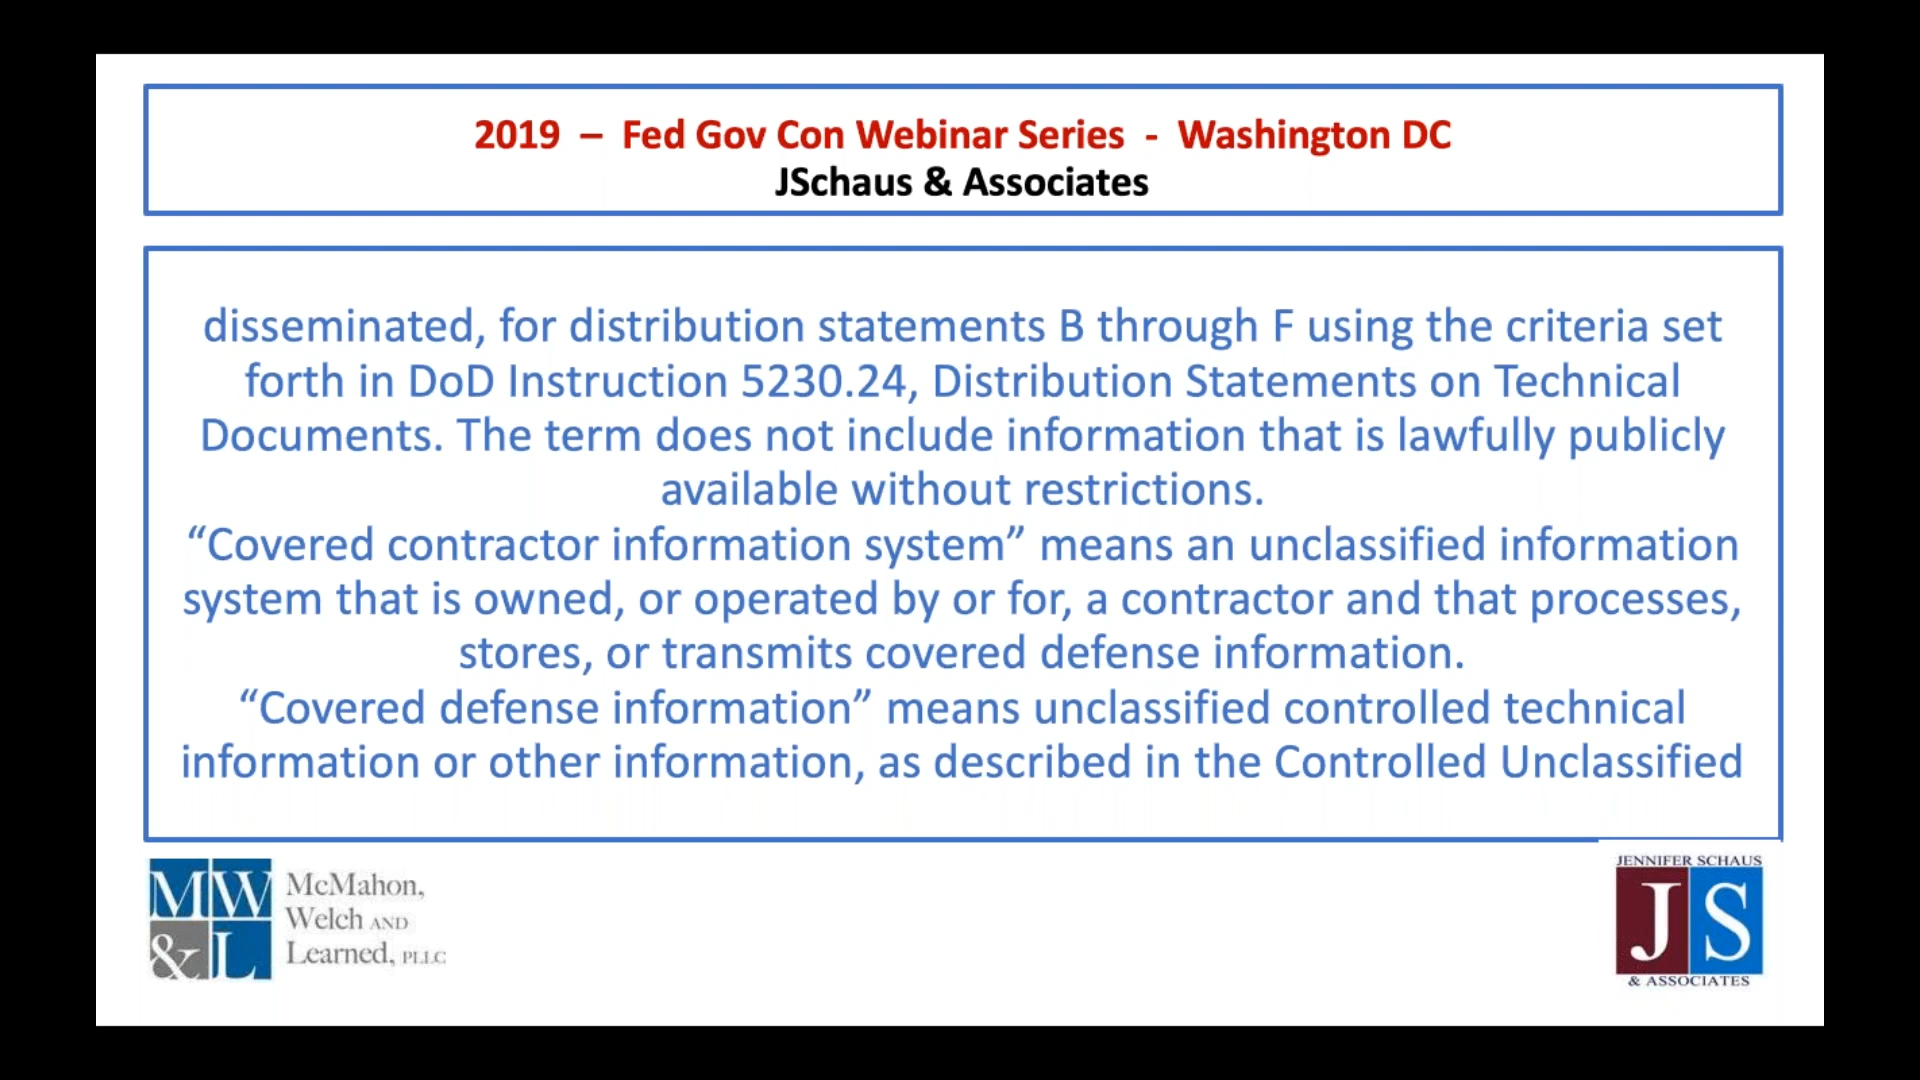 2019 – Fed Gov Con Webinar Series - Washington DC
JSchaus & Associates
disseminated, for distribution statements B through F using the criteria set
forth in DoD Instruction 5230.24, Distribution Statements on Technical
Documents. The term does not include information that is lawfully publicly
available without restrictions.
“Covered contractor information system” means an unclassified information
system that is owned, or operated by or for, a contractor and that processes,
stores, or transmits covered defense information.
“Covered defense information” means unclassified controlled technical
information or other information, as described in the Controlled Unclassified
MW
&L
McMahon,
Welch AND
Learned, PLLC
JENNIFER SCHAUS
JS
& ASSOCIATES